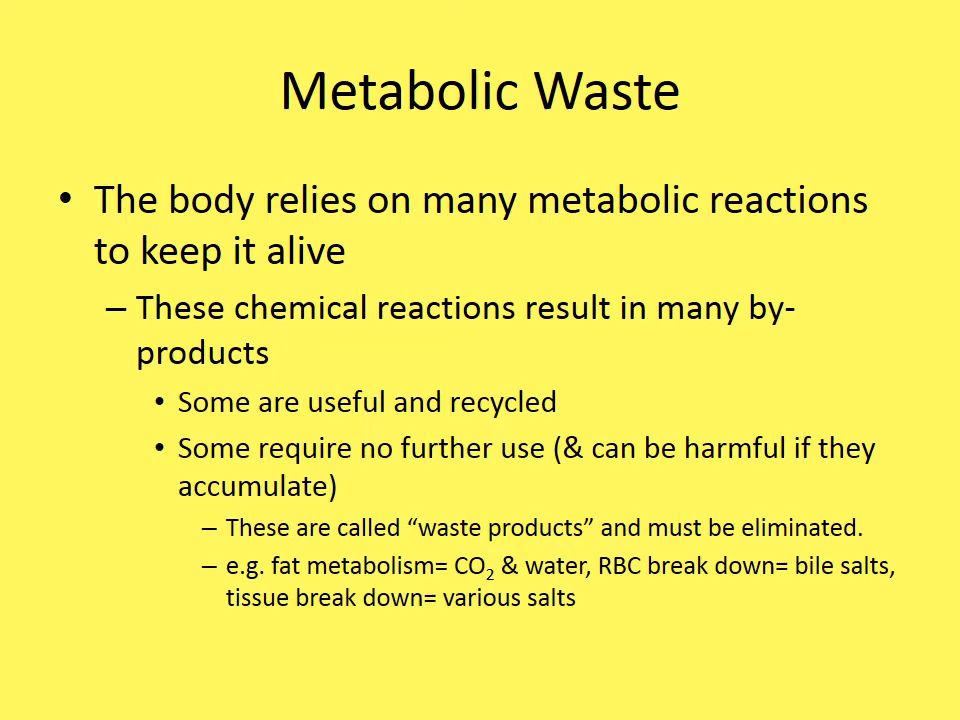 Metabolic Waste
• The body relies on many metabolic reactions
to keep it alive
– These chemical reactions result in many by-
products
• Some are useful and recycled
• Some require no further use (& can be harmful if they
accumulate)
– These are called “waste products” and must be eliminated.
– e.g. fat metabolism= CO₂ & water, RBC break down= bile salts,
tissue break down= various salts